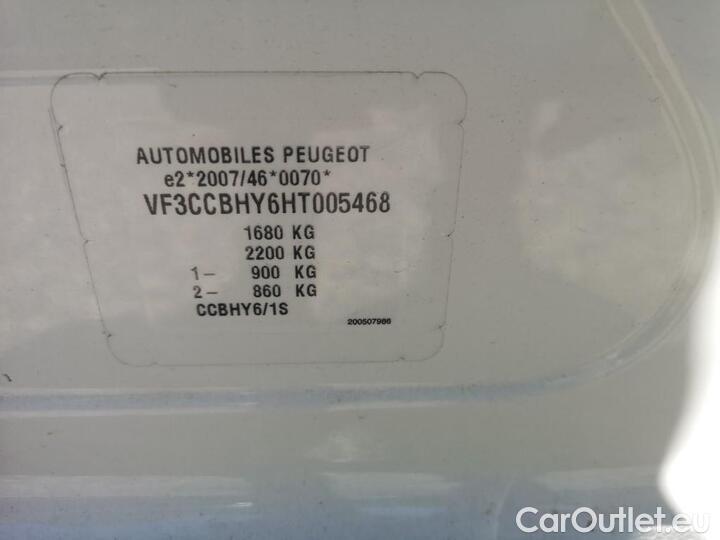 AUTOMOBILES PEUGEOT
e2*2007/46*0070*
VF3CCBHY6HT005468
1680 KG
2200 KG
1- 900 KG
2- 860 KG
CCBHY6/1S
200507986
CarOutlet.eu